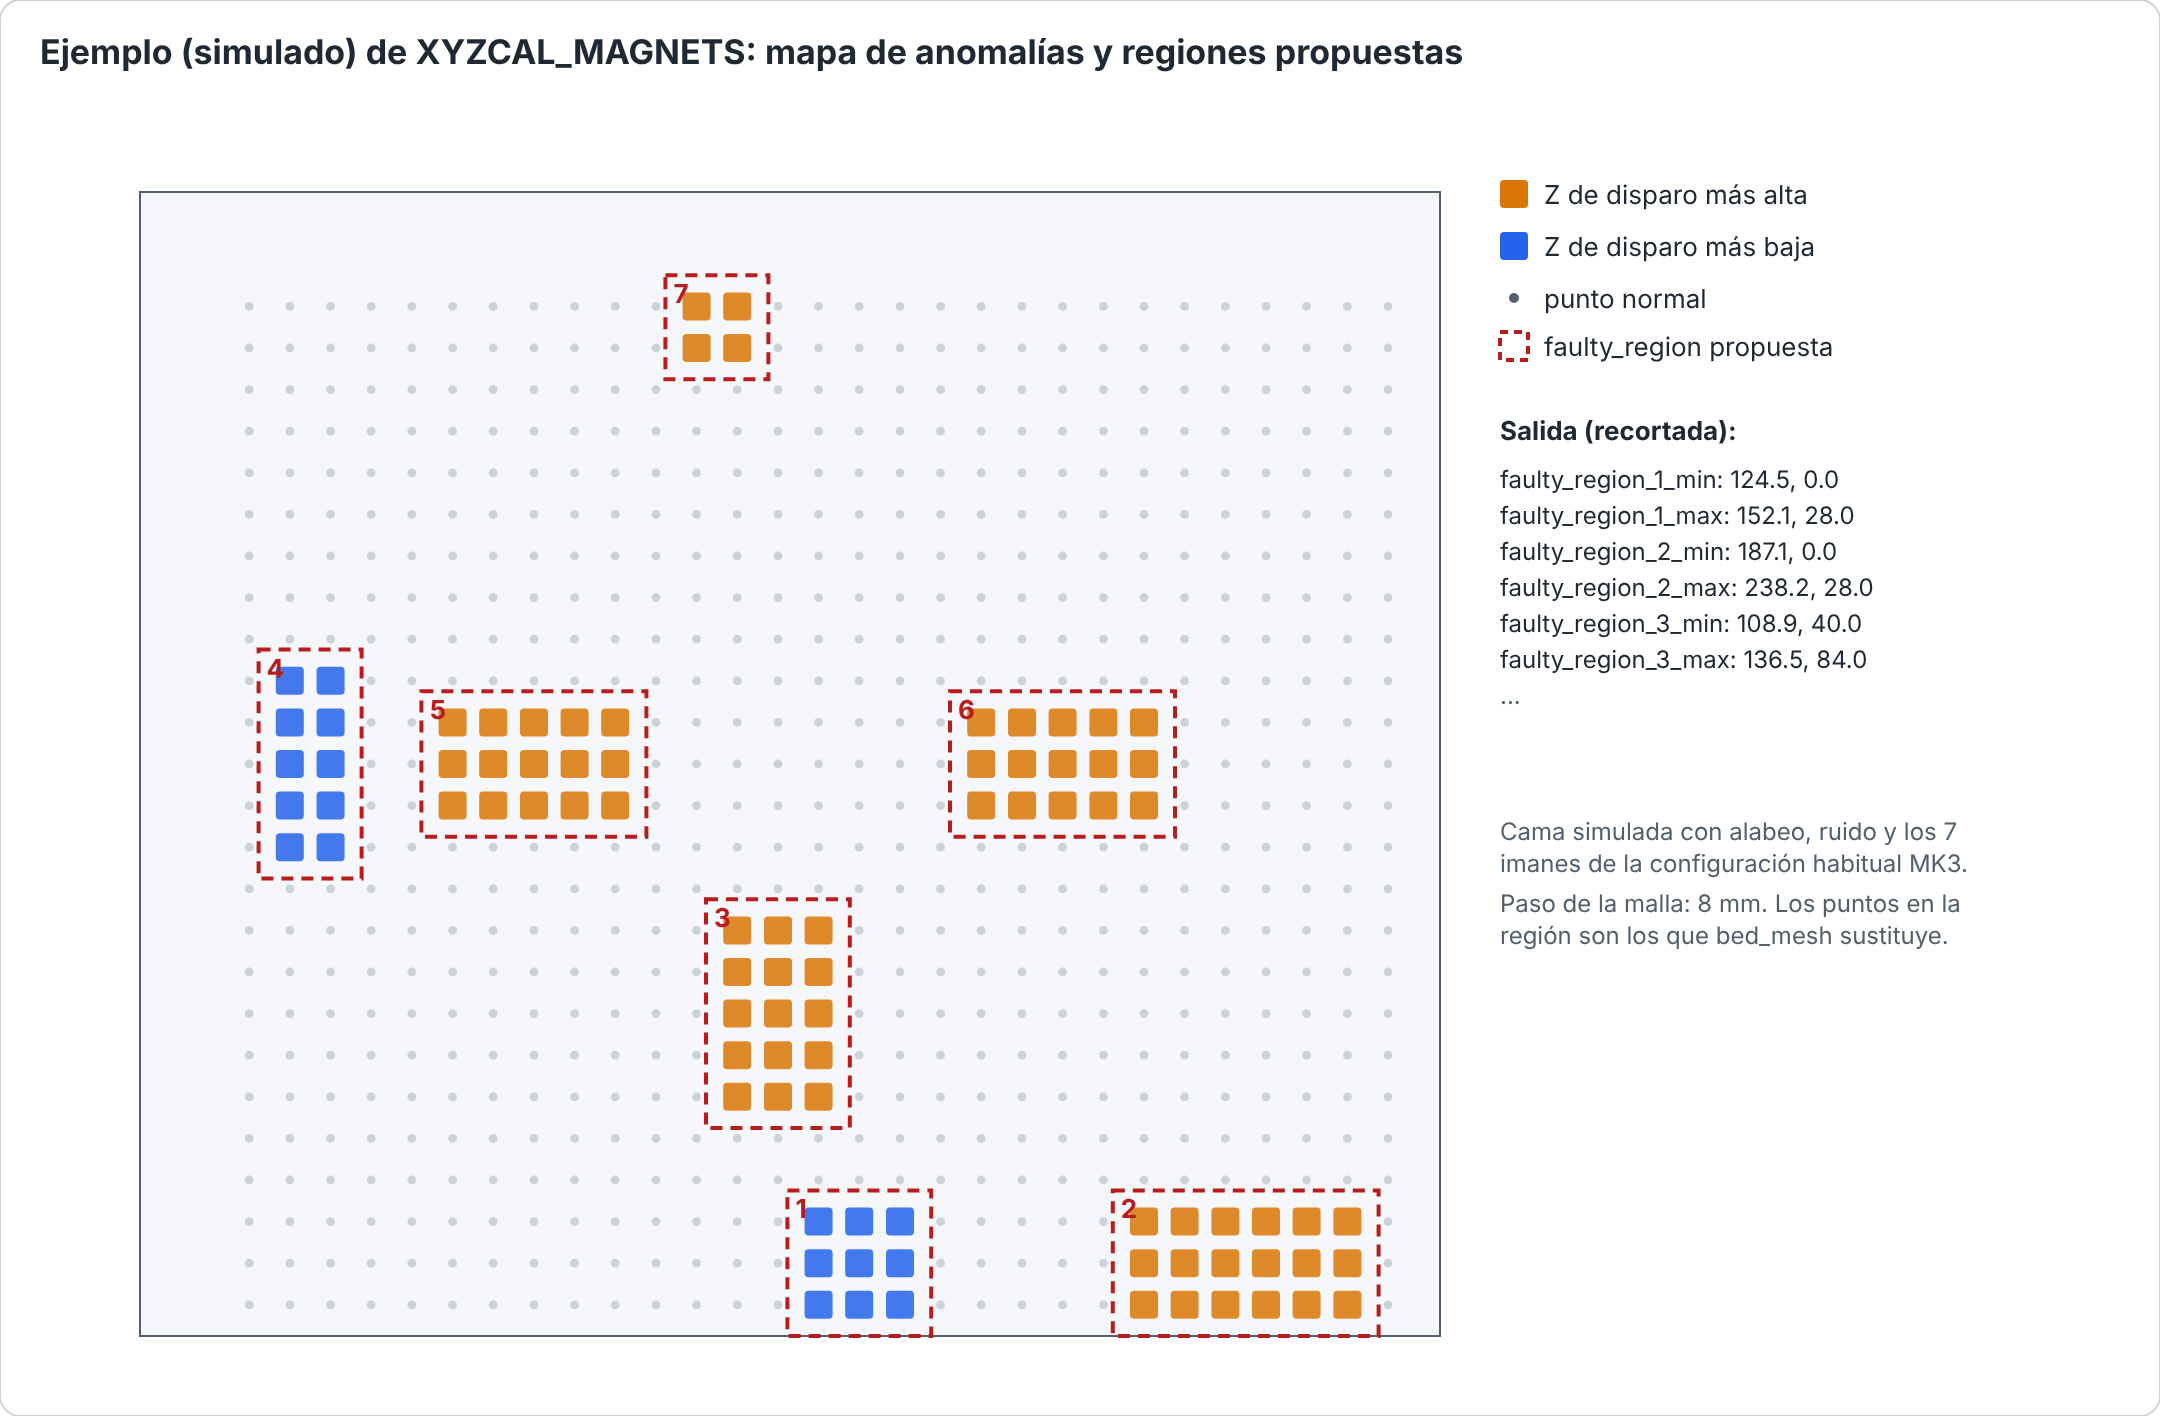 Ejemplo (simulado) de XYZCAL_MAGNETS: mapa de anomalías y regiones propuestas
Z de disparo más alta
Z de disparo más baja
punto normal
faulty_region propuesta
Salida (recortada):
faulty_region_1_min: 124.5, 0.0
faulty_region_1_max: 152.1, 28.0
faulty_region_2_min: 187.1, 0.0
faulty_region_2_max: 238.2, 28.0
faulty_region_3_min: 108.9, 40.0
faulty_region_3_max: 136.5, 84.0
...
Cama simulada con alabeo, ruido y los 7
imanes de la configuración habitual MK3.
Paso de la malla: 8 mm. Los puntos en la
región son los que bed_mesh sustituye.
7
4
5
6
3
1
2